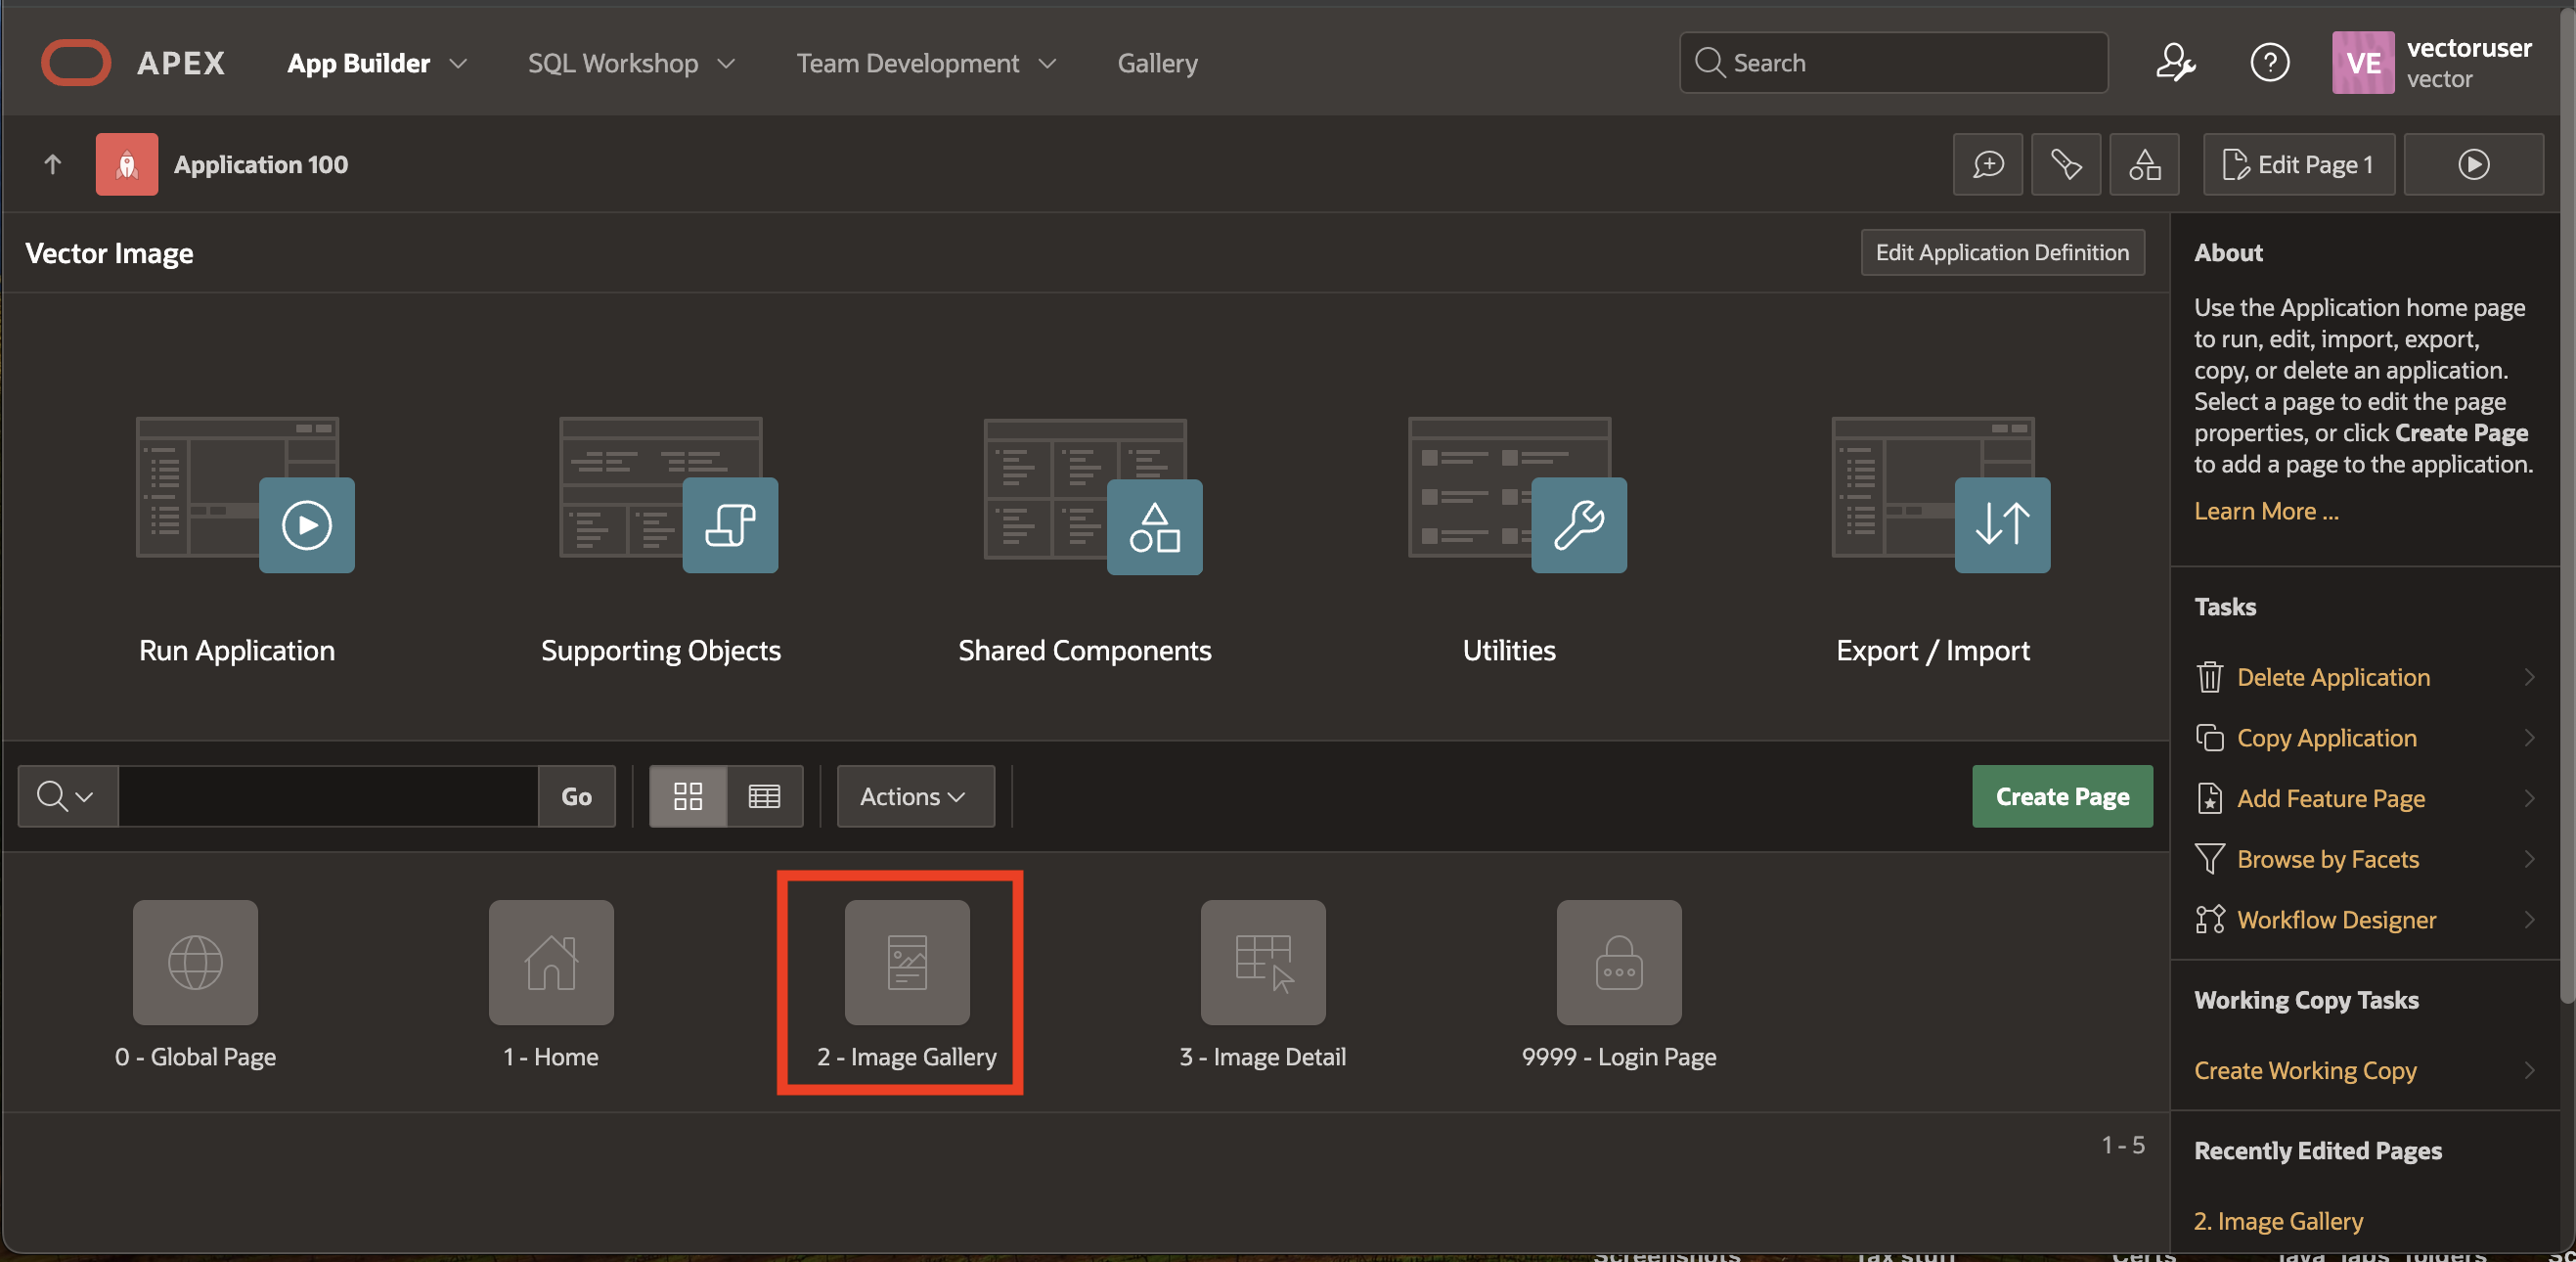 APEX App Builder SQL Workshop Team Development Gallery Search vectoruser
VE vector
Application 100 Edit Page 1
Vector Image Edit Application Definition
Run Application Supporting Objects Shared Components Utilities Export / Import
Go Actions Create Page
0 - Global Page 1 - Home 2 - Image Gallery 3 - Image Detail 9999 - Login Page
1 - 5
About
Use the Application home page
to run, edit, import, export,
copy, or delete an application.
Select a page to edit the page
properties, or click Create Page
to add a page to the application.
Learn More ...
Tasks
Delete Application
Copy Application
Add Feature Page
Browse by Facets
Workflow Designer
Working Copy Tasks
Create Working Copy
Recently Edited Pages
2. Image Gallery
Screenshots Tax stuff Certs